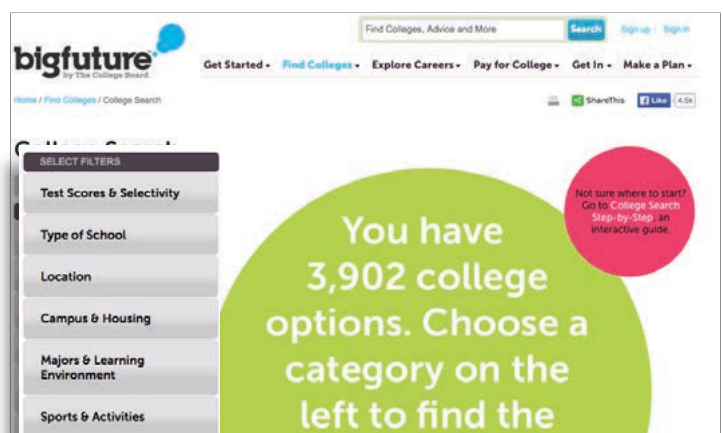 Find Colleges, Advice and More
Search
Sign up / Sign in
bigfuture
by The College Board
Get Started Find Colleges Explore Careers Pay for College Get In Make a Plan
Home / Find Colleges / College Search
ShareThis
Like
4.5k
College Search
SELECT FILTERS
Test Scores & Selectivity
Type of School
Location
Campus & Housing
Majors & Learning
Environment
Sports & Activities
You have
3,902 college
options. Choose a
category on the
left to find the
Not sure where to start?
Go to College Search
Step-by-Step, an
interactive guide.